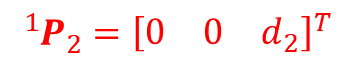 ¹P₂ = [0 0 d₂]ᵀ